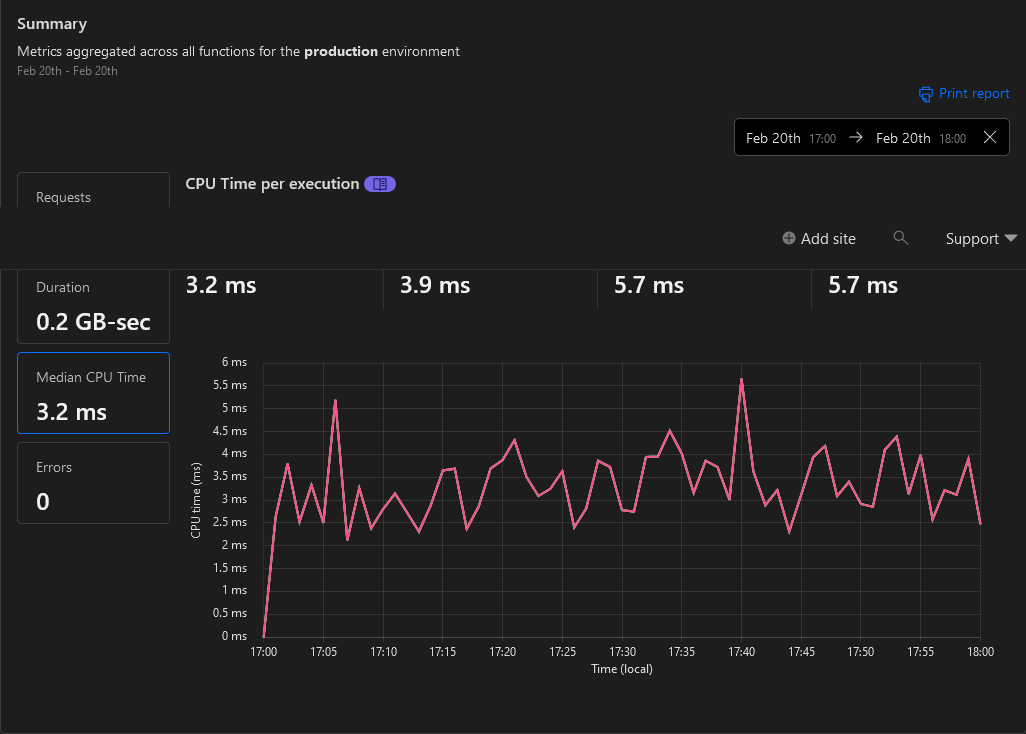 Summary
Metrics aggregated across all functions for the production environment
Feb 20th - Feb 20th
Print report
Feb 20th 17:00 → Feb 20th 18:00
Requests
CPU Time per execution
Add site
Support
Duration
0.2 GB-sec
3.2 ms
3.9 ms
5.7 ms
5.7 ms
Median CPU Time
3.2 ms
Errors
0
CPU time (ms)
6 ms
5.5 ms
5 ms
4.5 ms
4 ms
3.5 ms
3 ms
2.5 ms
2 ms
1.5 ms
1 ms
0.5 ms
0 ms
17:00 17:05 17:10 17:15 17:20 17:25 17:30 17:35 17:40 17:45 17:50 17:55 18:00
Time (local)